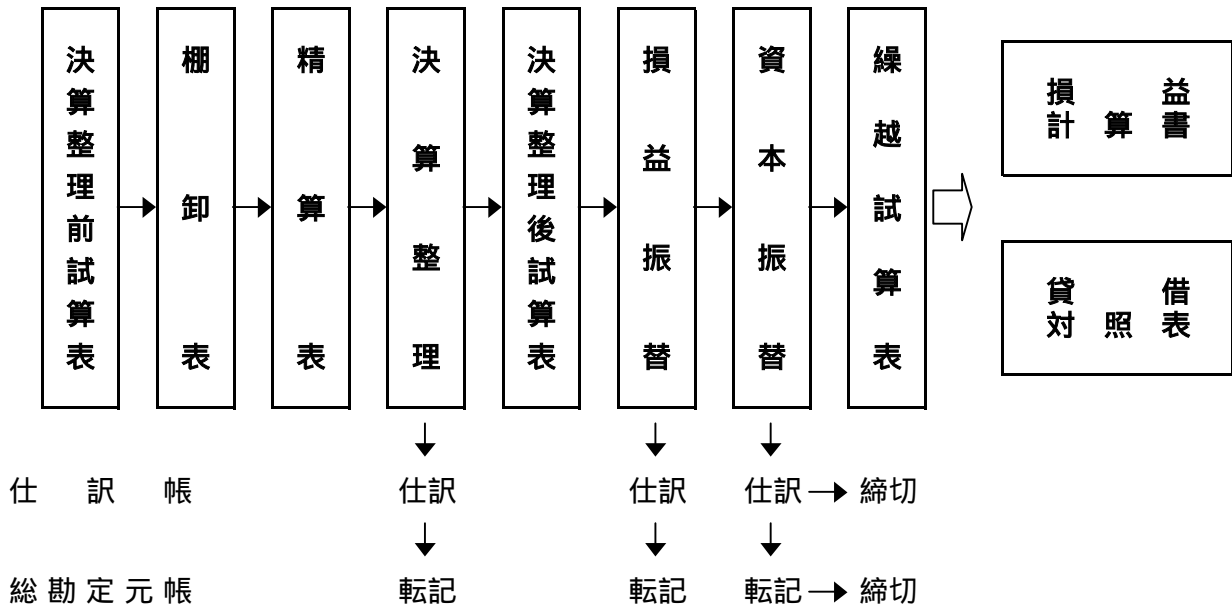 決算整理前試算表
棚卸表
精算表
決算整理
決算整理後試算表
損益振替
資本振替
繰越試算表
損益
計算書
貸借
対照表
仕訳帳 仕訳 仕訳 仕訳 締切
総勘定元帳 転記 転記 転記 締切